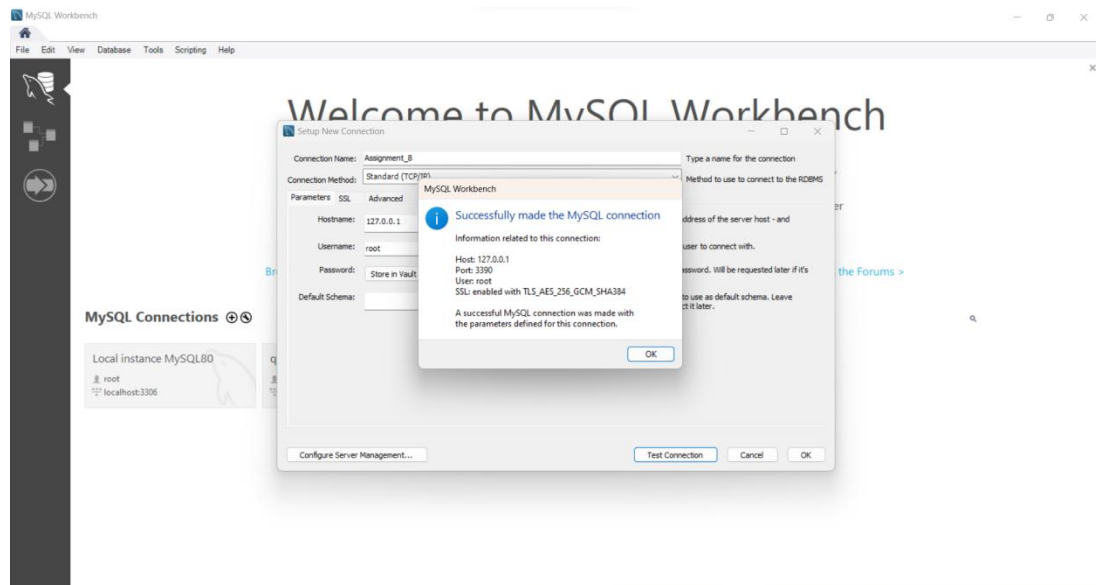 MySQL Workbench
File Edit View Database Tools Scripting Help
Welcome to MySQL Workbench
Setup New Connection
Connection Name: Assignment_8 Type a name for the connection
Connection Method: Standard (TCP/IP) Method to use to connect to the RDBMS
Parameters SSL Advanced
MySQL Workbench
Successfully made the MySQL connection
Hostname: 127.0.0.1 address of the server host - and
Information related to this connection:
Username: root user to connect with.
Host: 127.0.0.1
Port: 3390
User: root
SSL: enabled with TLS_AES_256_GCM_SHA384
Password: Store in Vault Will be requested later if it's
the Forums >
Default Schema: to use as default schema. Leave
it later.
A successful MySQL connection was made with
the parameters defined for this connection.
OK
MySQL Connections
Local instance MySQL80
root
localhost:3306
Configure Server Management... Test Connection Cancel OK